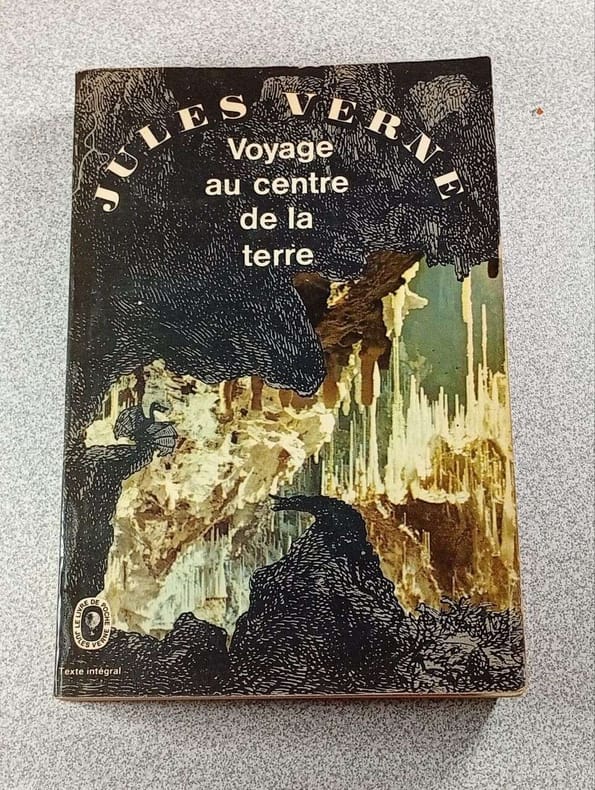 JULES VERNE
Voyage
au centre
de la
terre
LE LIVRE DE POCHE
JULES VERNE
Texte intégral